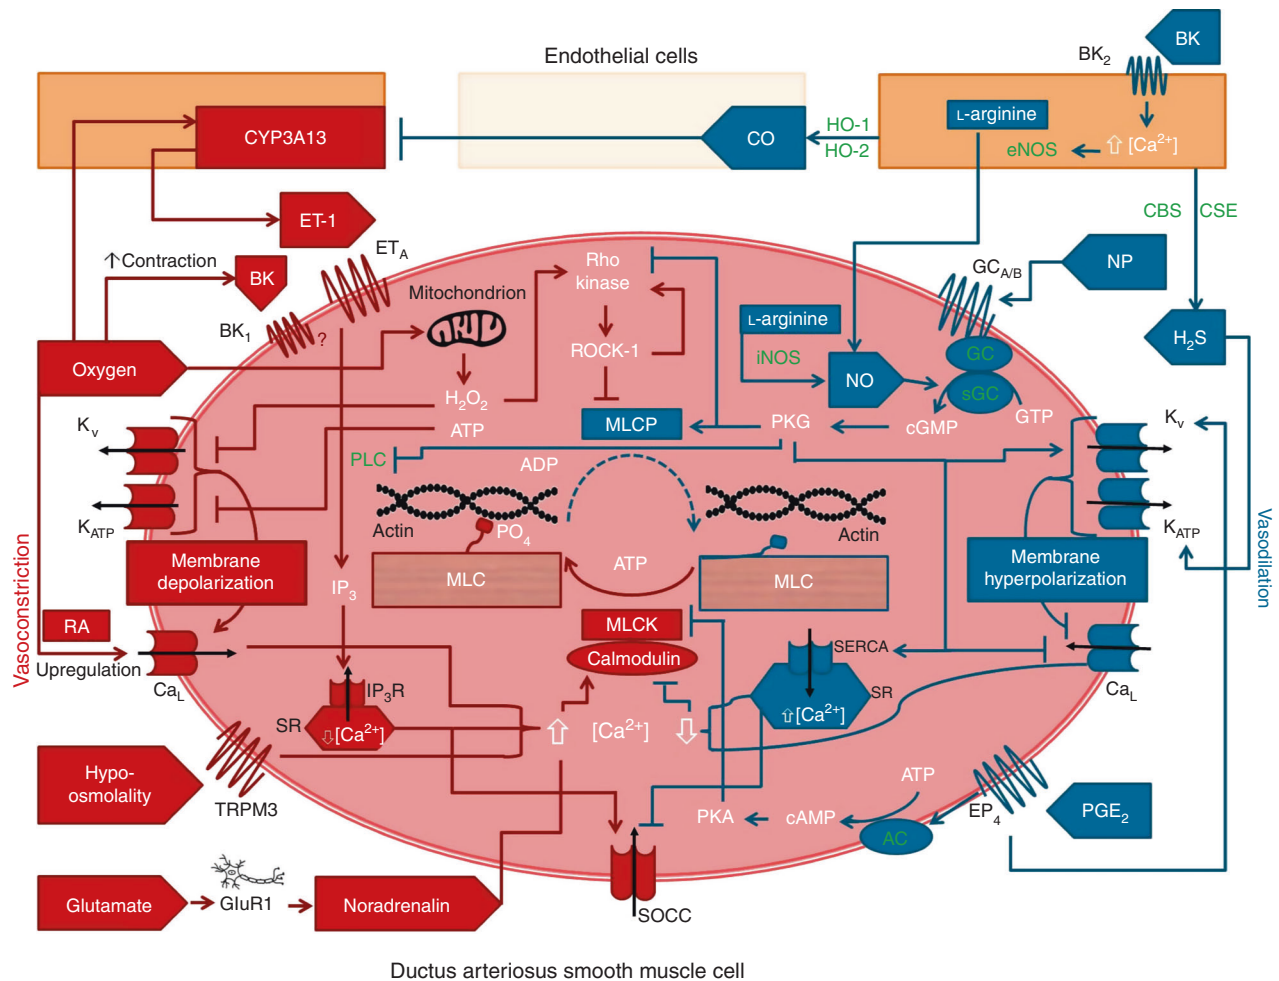 Endothelial cells
BK
BK2
CYP3A13
CO
HO-1
HO-2
L-arginine
eNOS
⇧ [Ca2+]
ET-1
CBS
CSE
↑Contraction
BK
ETA
Mitochondrion
BK1
?
Rho
kinase
GCA/B
NP
L-arginine
iNOS
NO
GC
sGC
H2S
Oxygen
ROCK-1
H2O2
ATP
MLCP
PKG
cGMP
GTP
Kv
Kv
PLC
ADP
KATP
KATP
Actin
PO4
Actin
Membrane
depolarization
MLC
ATP
MLC
Membrane
hyperpolarization
IP3
Vasoconstriction
Vasodilation
RA
Upregulation
CaL
MLCK
Calmodulin
SERCA
SR
⇧[Ca2+]
CaL
IP3R
SR
⇩[Ca2+]
⇧ [Ca2+] ⇩
Hypo-
osmolality
TRPM3
ATP
PKA
cAMP
AC
EP4
PGE2
Glutamate
GluR1
Noradrenalin
SOCC
Ductus arteriosus smooth muscle cell